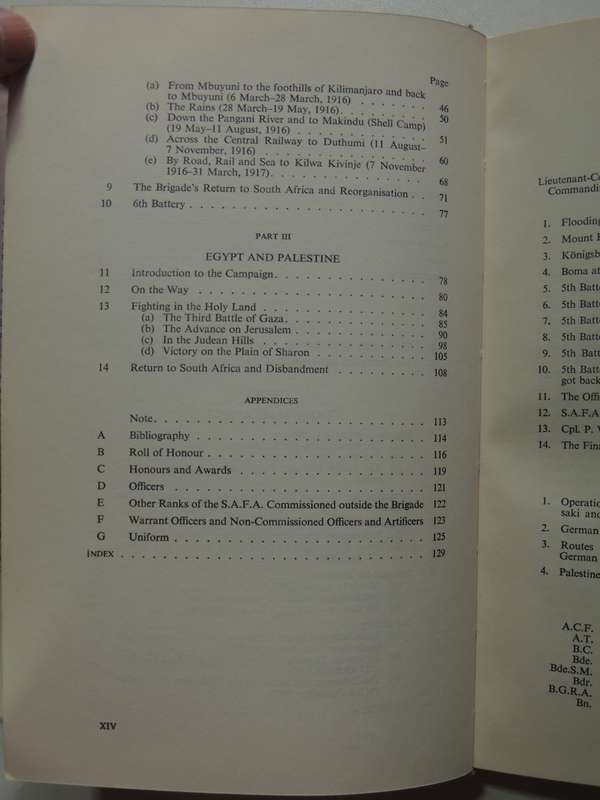 Page
(a) From Mbuyuni to the foothills of Kilimanjaro and back
to Mbuyuni (6 March–28 March, 1916) . . . . . . . 46
(b) The Rains (28 March–19 May, 1916). . . . . . . . . 50
(c) Down the Pangani River and to Makindu (Shell Camp)
(19 May–11 August, 1916) . . . . . . . . . . . . 51
(d) Across the Central Railway to Duthumi (11 August–
7 November, 1916) . . . . . . . . . . . . . . . 60
(e) By Road, Rail and Sea to Kilwa Kivinje (7 November
1916–31 March, 1917). . . . . . . . . . . . . . 68
9 The Brigade's Return to South Africa and Reorganisation . . 71
10 6th Battery . . . . . . . . . . . . . . . . . . . . . . . 77
PART III
EGYPT AND PALESTINE
11 Introduction to the Campaign. . . . . . . . . . . . . . 78
12 On the Way . . . . . . . . . . . . . . . . . . . . . 80
13 Fighting in the Holy Land . . . . . . . . . . . . . . . 84
(a) The Third Battle of Gaza. . . . . . . . . . . . . . 85
(b) The Advance on Jerusalem . . . . . . . . . . . . . 90
(c) In the Judean Hills . . . . . . . . . . . . . . . . 98
(d) Victory on the Plain of Sharon . . . . . . . . . . . 105
14 Return to South Africa and Disbandment . . . . . . . . . 108
APPENDICES
Note. . . . . . . . . . . . . . . . . . . . . . . . 113
A Bibliography . . . . . . . . . . . . . . . . . . . . . 114
B Roll of Honour . . . . . . . . . . . . . . . . . . . . 116
C Honours and Awards . . . . . . . . . . . . . . . . . . 119
D Officers . . . . . . . . . . . . . . . . . . . . . . . 121
E Other Ranks of the S.A.F.A. Commissioned outside the Brigade 122
F Warrant Officers and Non-Commissioned Officers and Artificers 123
G Uniform . . . . . . . . . . . . . . . . . . . . . . . 125
INDEX . . . . . . . . . . . . . . . . . . . . . . . . . . . 129
XIV
Lieutenant-Co
Commandi
1. Flooding
2. Mount
3. Königsb
4. Boma at
5. 5th Batt
6. 5th Batt
7. 5th Batt
8. 5th Batt
9. 5th Batt
10. 5th Batt
got back
11. The Offi
12. S.A.F.A
13. Cpl. P.
14. The Fin
1. Operatio
saki and
2. German
3. Routes
German
4. Palestine
A.C.F.
A.T.
B.C.
Bde.
Bde.S.M.
Bdr.
B.G.R.A.
Bn.